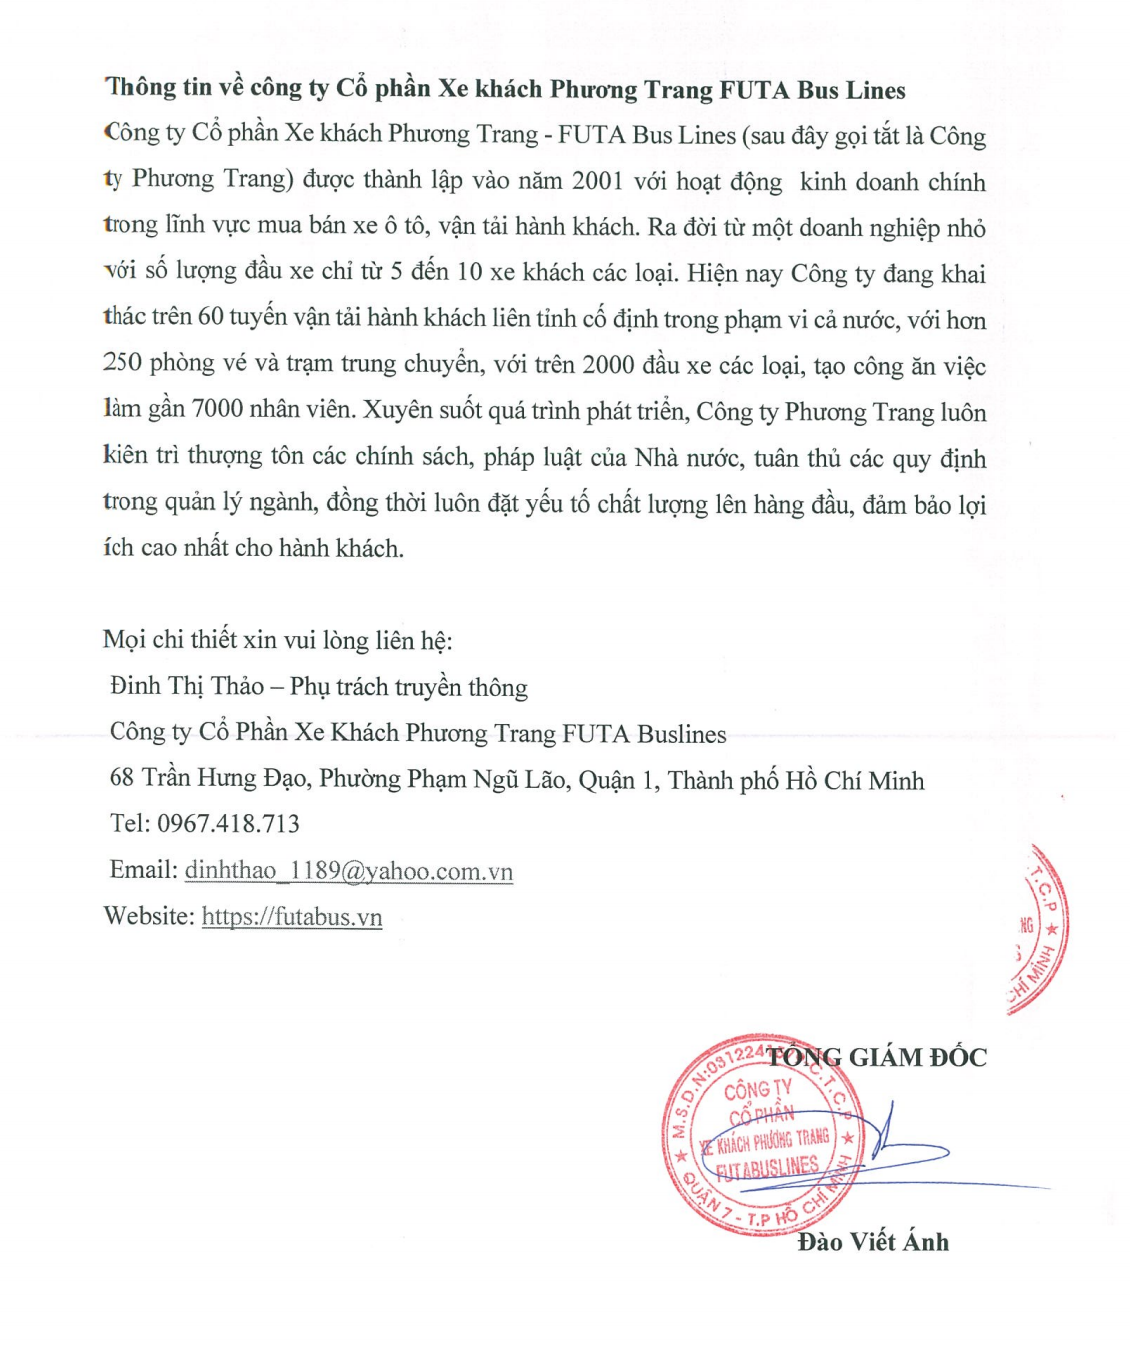 Thông tin về công ty Cổ phần Xe khách Phương Trang FUTA Bus Lines
Công ty Cổ phần Xe khách Phương Trang - FUTA Bus Lines (sau đây gọi tắt là Công
ty Phương Trang) được thành lập vào năm 2001 với hoạt động kinh doanh chính
trong lĩnh vực mua bán xe ô tô, vận tải hành khách. Ra đời từ một doanh nghiệp nhỏ
với số lượng đầu xe chỉ từ 5 đến 10 xe khách các loại. Hiện nay Công ty đang khai
thác trên 60 tuyến vận tải hành khách liên tỉnh cố định trong phạm vi cả nước, với hơn
250 phòng vé và trạm trung chuyển, với trên 2000 đầu xe các loại, tạo công ăn việc
làm gần 7000 nhân viên. Xuyên suốt quá trình phát triển, Công ty Phương Trang luôn
kiên trì thượng tôn các chính sách, pháp luật của Nhà nước, tuân thủ các quy định
trong quản lý ngành, đồng thời luôn đặt yếu tố chất lượng lên hàng đầu, đảm bảo lợi
ích cao nhất cho hành khách.
Mọi chi thiết xin vui lòng liên hệ:
Đinh Thị Thảo – Phụ trách truyền thông
Công ty Cổ Phần Xe Khách Phương Trang FUTA Buslines
68 Trần Hưng Đạo, Phường Phạm Ngũ Lão, Quận 1, Thành phố Hồ Chí Minh
Tel: 0967.418.713
Email: dinhthao_1189@yahoo.com.vn
Website: https://futabus.vn
T.C.P ★
NG
CHÍ MINH
TỔNG GIÁM ĐỐC
★ M.S.D.N: C.T.C.P ★
CÔNG TY
CỔ PHẦN
XE KHÁCH PHƯƠNG TRANG
FUTABUSLINES
QUẬN 7 - T.P HỒ CHÍ MINH
Đào Viết Ánh